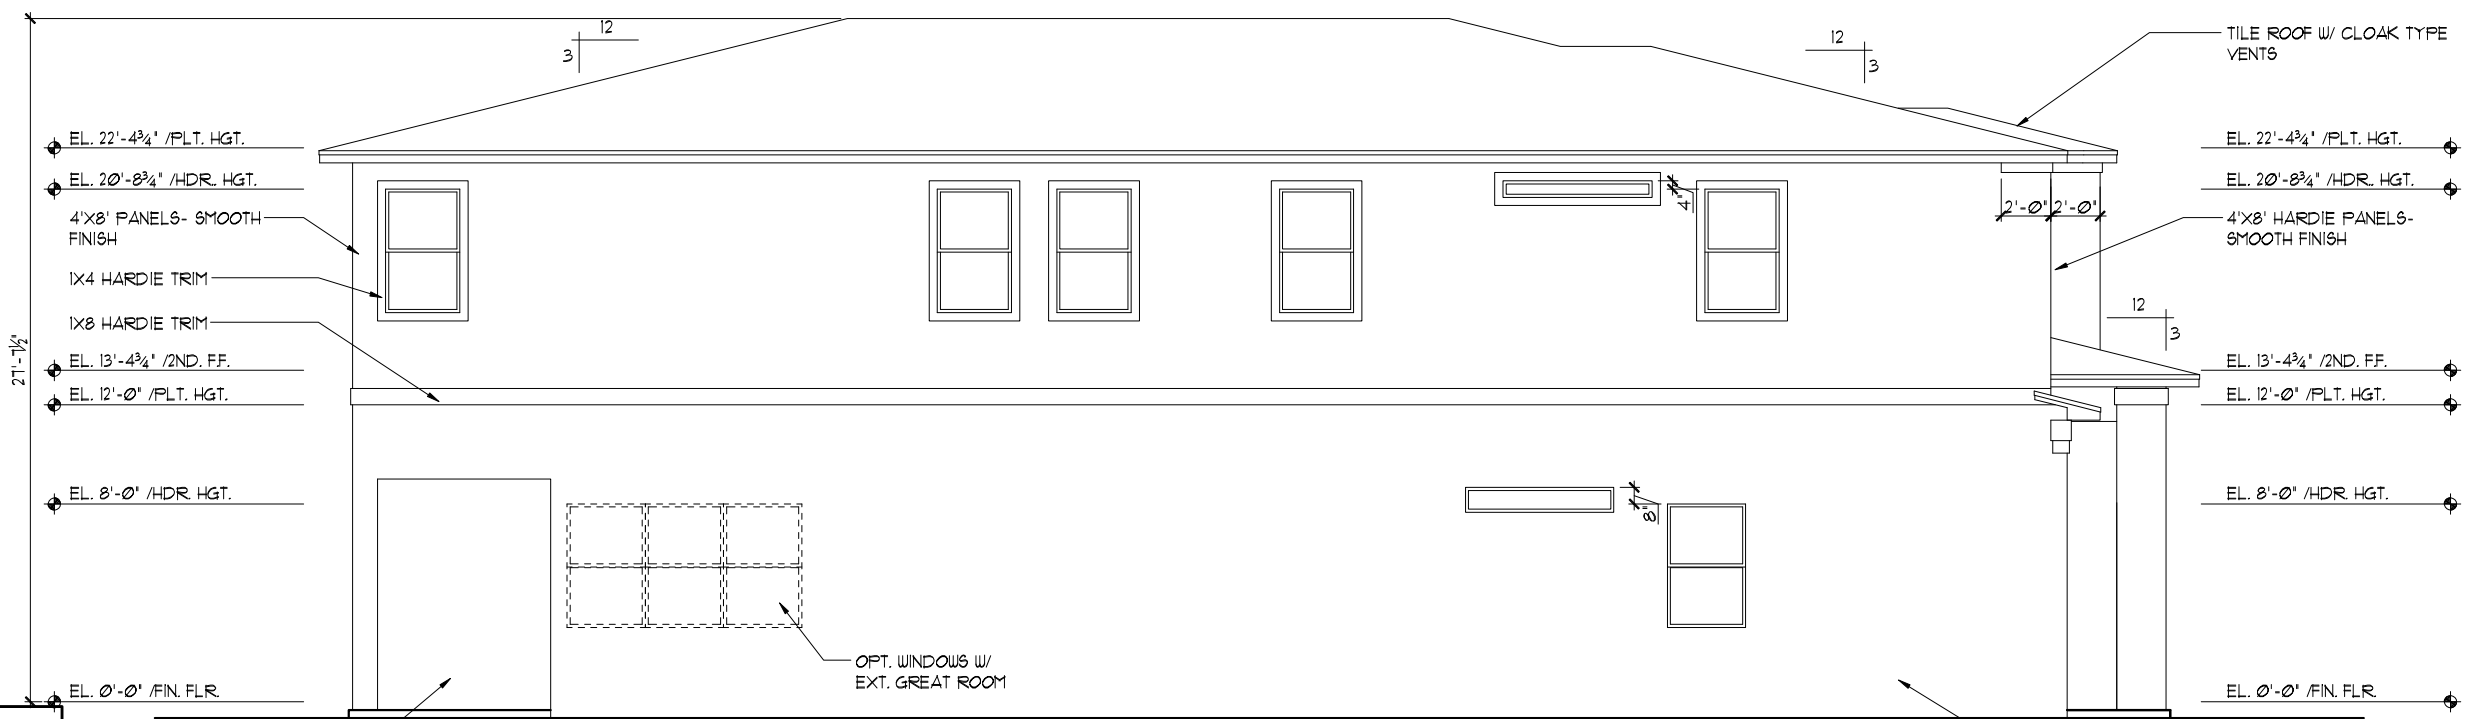 12
3
12
3
TILE ROOF W/ CLOAK TYPE
VENTS
EL. 22'-4¾" /PLT. HGT.
EL. 20'-8¾" /HDR. HGT.
4'X8' PANELS- SMOOTH
FINISH
1X4 HARDIE TRIM
1X8 HARDIE TRIM
27'-7½"
EL. 13'-4¾" /2ND. F.F.
EL. 12'-0" /PLT. HGT.
EL. 8'-0" /HDR. HGT.
EL. 0'-0" /FIN. FLR.
4"
8"
OPT. WINDOWS W/
EXT. GREAT ROOM
2'-0" 2'-0"
12
3
EL. 22'-4¾" /PLT. HGT.
EL. 20'-8¾" /HDR. HGT.
4'X8' HARDIE PANELS-
SMOOTH FINISH
EL. 13'-4¾" /2ND. F.F.
EL. 12'-0" /PLT. HGT.
EL. 8'-0" /HDR. HGT.
EL. 0'-0" /FIN. FLR.